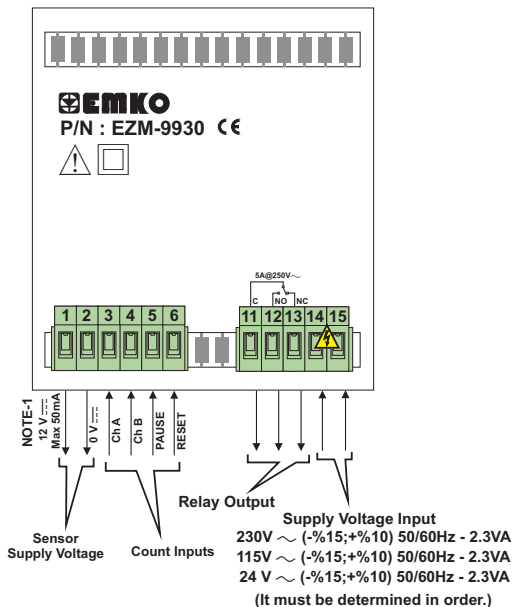 EMKO
P/N : EZM-9930 CE
5A@250V~
C NO NC
1 2 3 4 5 6
11 12 13 14 15
NOTE-1
12 V
Max 50mA
0 V
Ch A
Ch B
PAUSE
RESET
Sensor
Supply Voltage
Count Inputs
Relay Output
Supply Voltage Input
230V ~ (-%15;+%10) 50/60Hz - 2.3VA
115V ~ (-%15;+%10) 50/60Hz - 2.3VA
24 V ~ (-%15;+%10) 50/60Hz - 2.3VA
(It must be determined in order.)